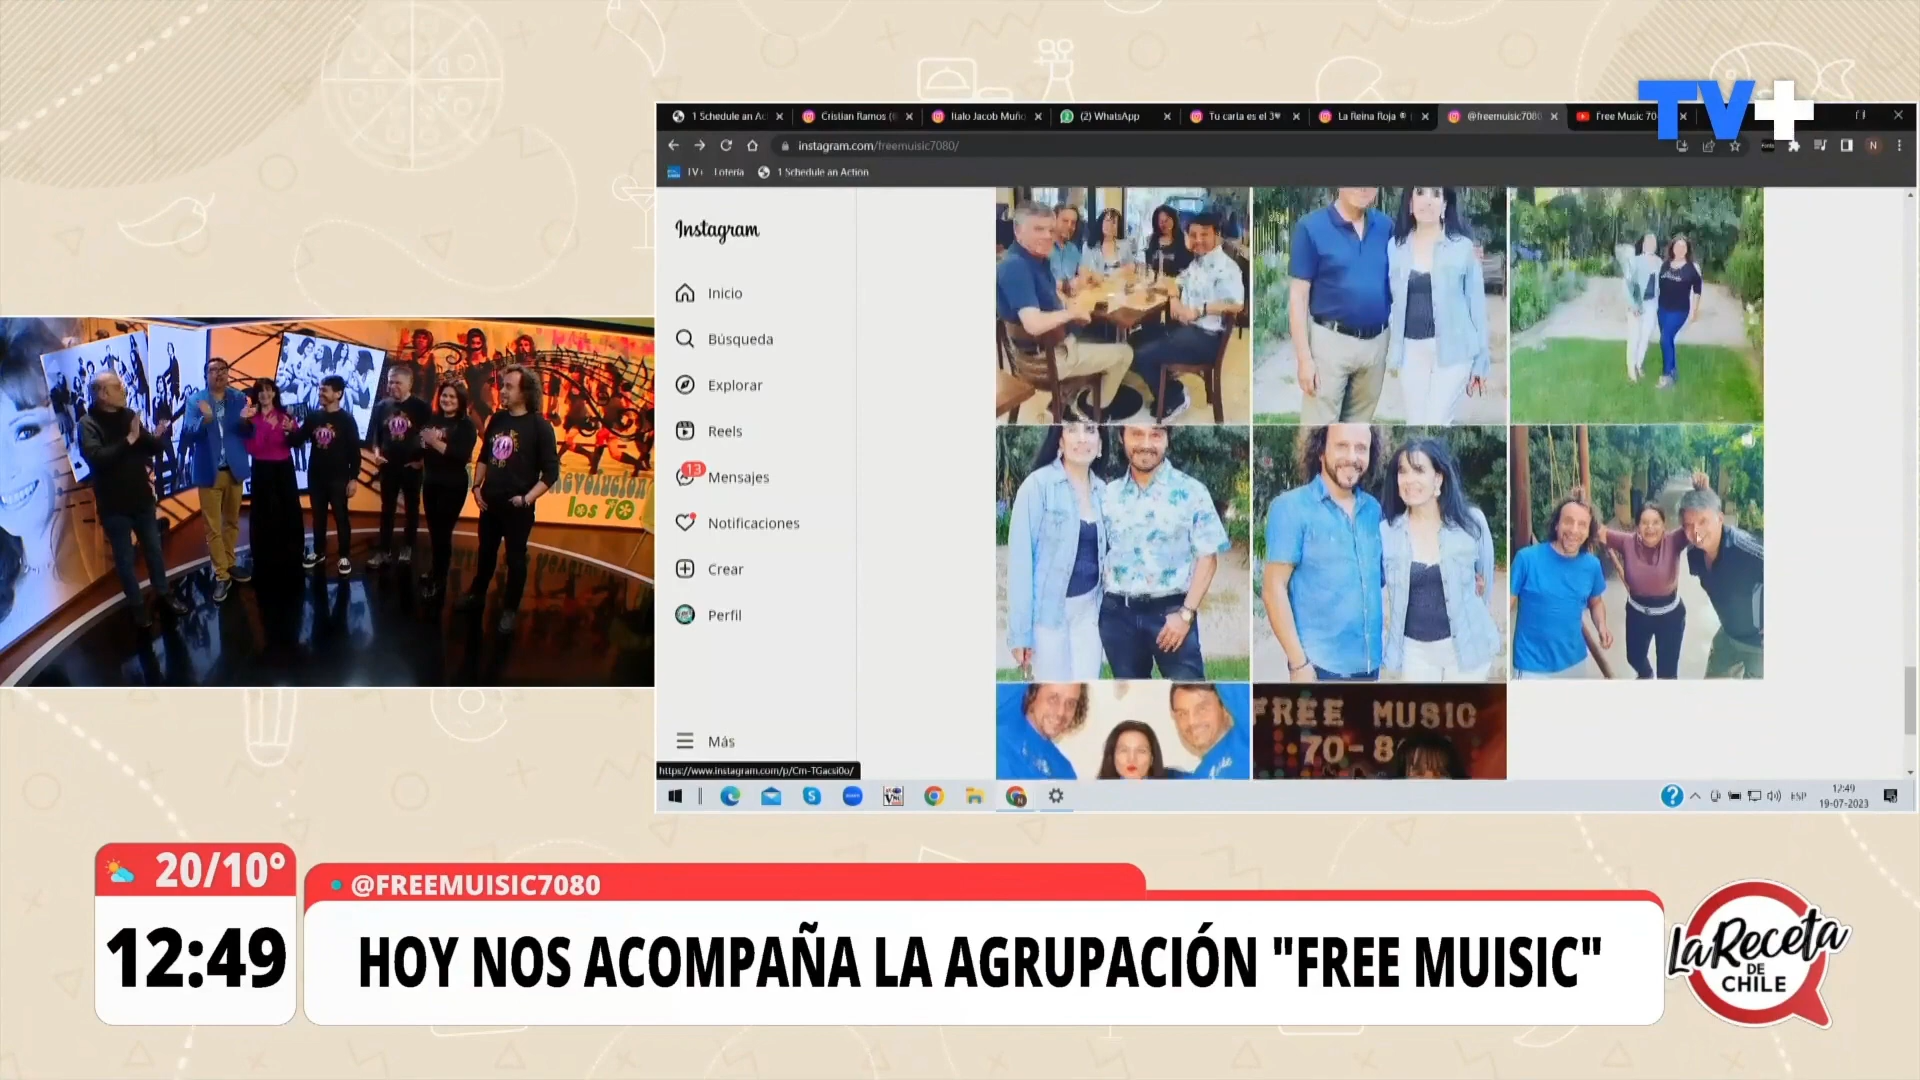 TV+
1 Schedule an Ac
Cristian Ramos (
Italo Jacob Muño
(2) WhatsApp
Tu carta es el 3
La Reina Roja
@freemuisic7080
Free Music 70
instagram.com/freemuisic7080/
TV+ Lotería
1 Schedule an Action
N
Instagram
Inicio
Búsqueda
Explorar
Reels
13
Mensajes
Notificaciones
Crear
Perfil
Más
https://www.instagram.com/p/Cm-TGacsi0o/
FREE MUSIC
70-8
Revolución
los 70
ESP
12:49
19-07-2023
20/10°
12:49
@FREEMUISIC7080
HOY NOS ACOMPAÑA LA AGRUPACIÓN "FREE MUISIC"
La Receta
DE
CHILE